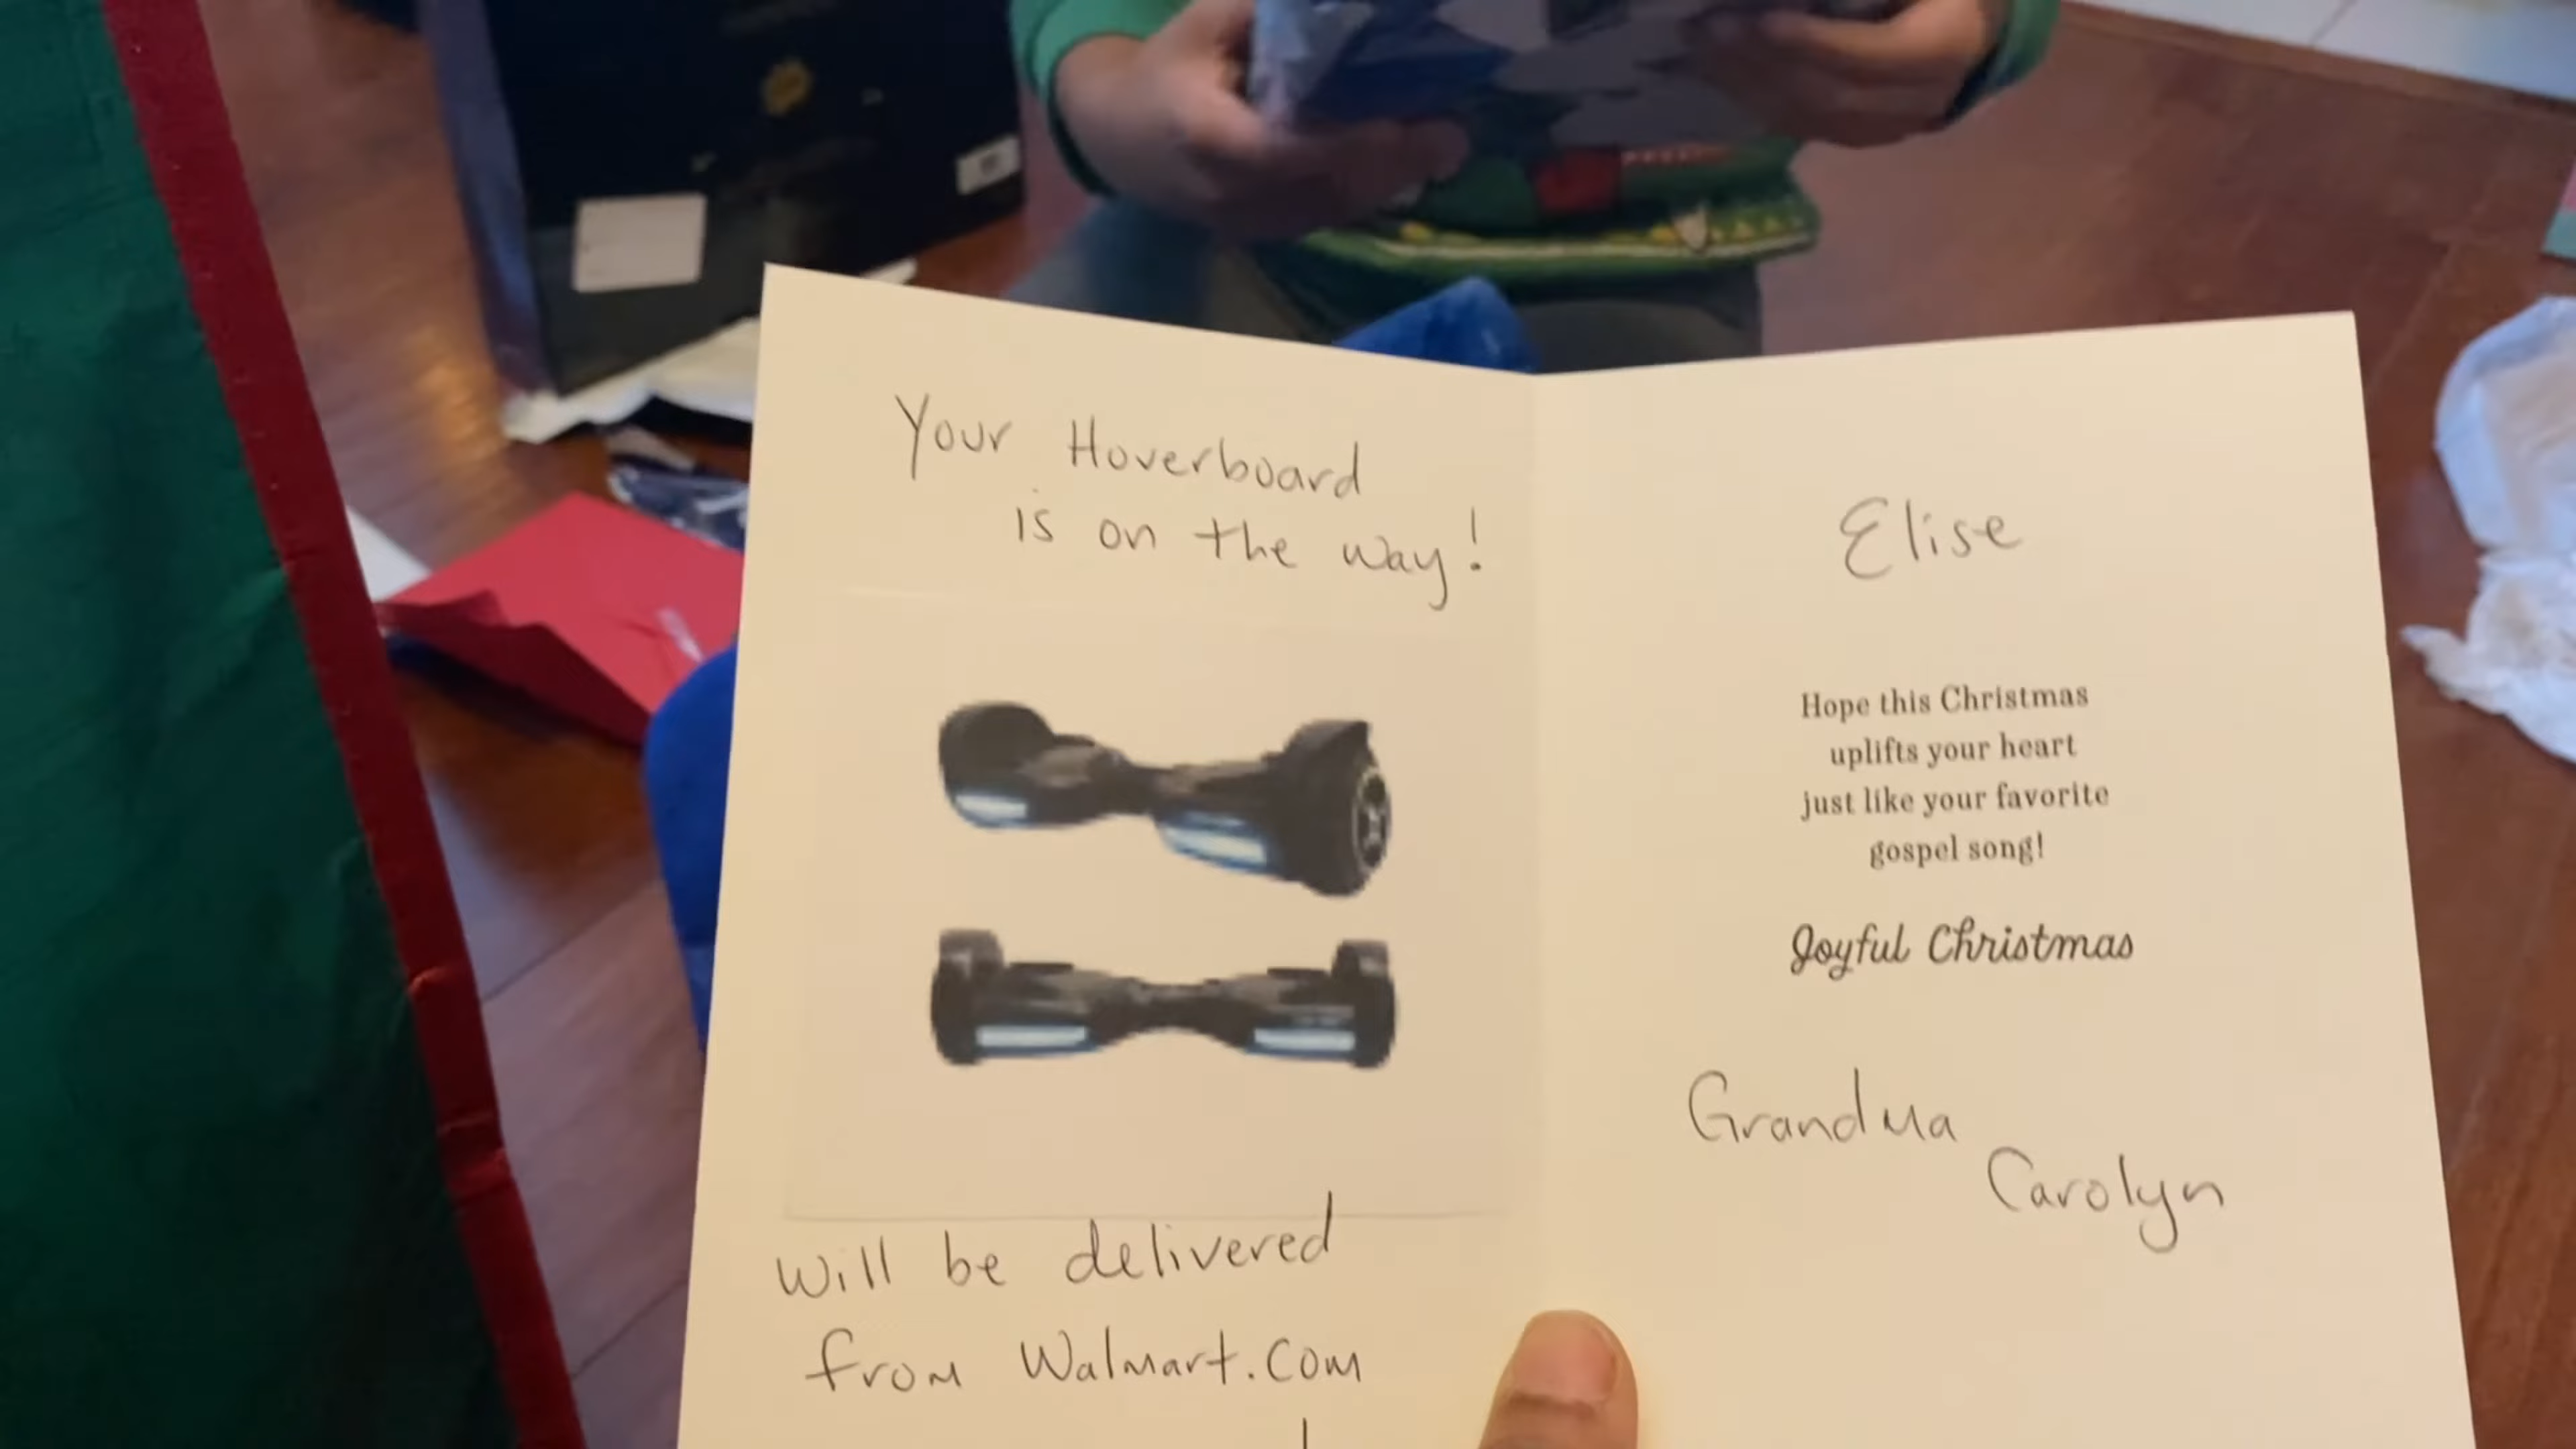 Your Hoverboard
is on the way!
Will be delivered
from Walmart.Com
Elise
Hope this Christmas
uplifts your heart
just like your favorite
gospel song!
Joyful Christmas
Grandma
Carolyn